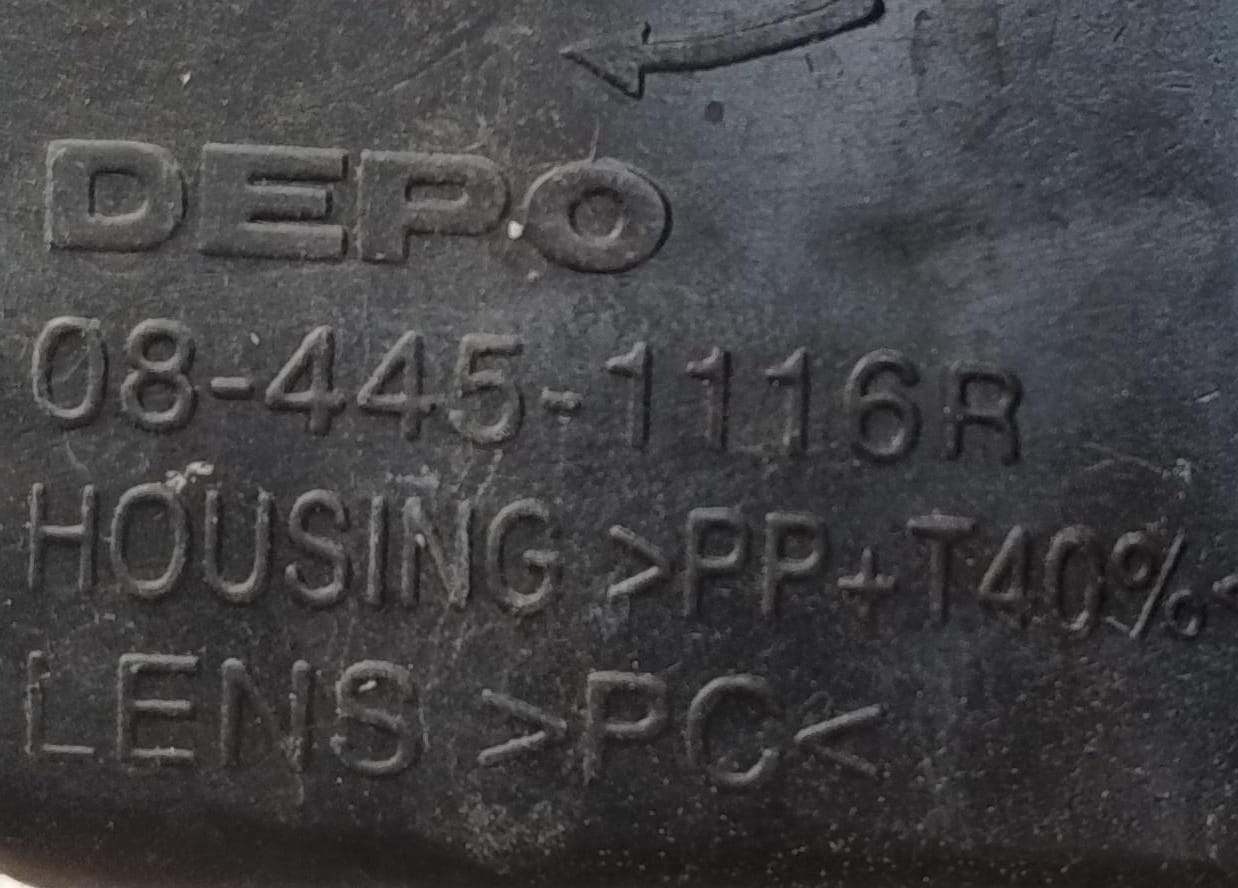 DEPO
08-445-1116R
HOUSING >PP+T40%<
LENS >PC<